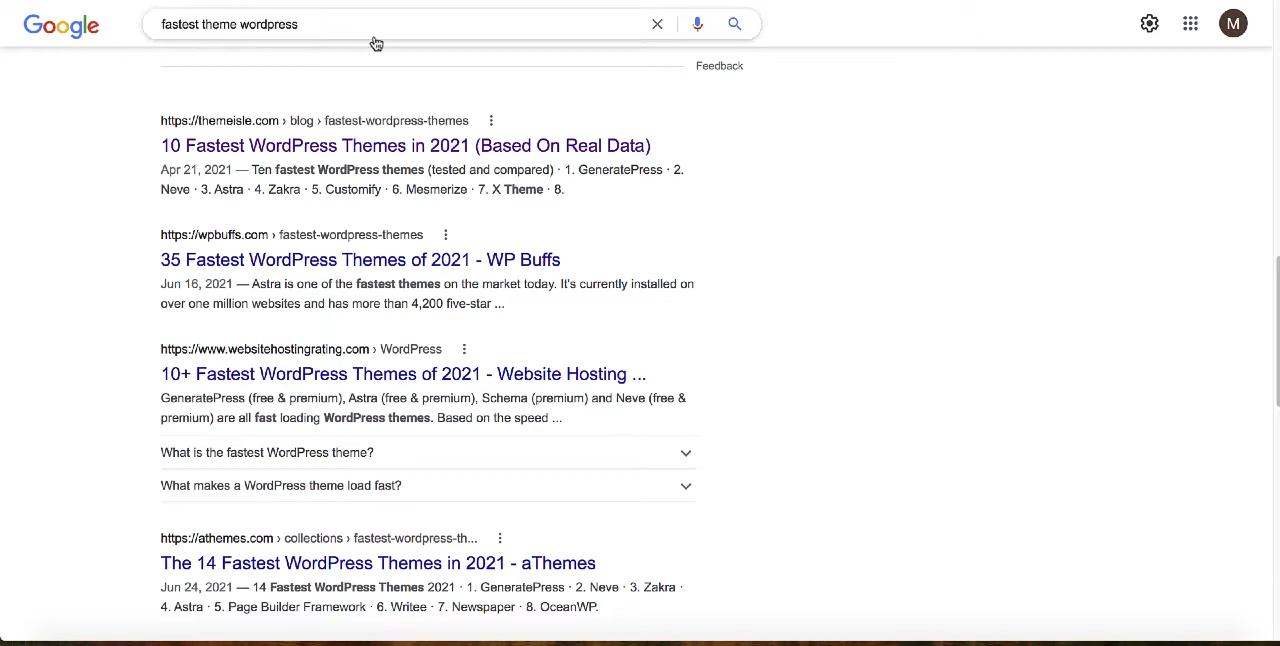 Google
fastest theme wordpress
M
Feedback
https://themeisle.com › blog › fastest-wordpress-themes
10 Fastest WordPress Themes in 2021 (Based On Real Data)
Apr 21, 2021 — Ten fastest WordPress themes (tested and compared) · 1. GeneratePress · 2.
Neve · 3. Astra · 4. Zakra · 5. Customify · 6. Mesmerize · 7. X Theme · 8.
https://wpbuffs.com › fastest-wordpress-themes
35 Fastest WordPress Themes of 2021 - WP Buffs
Jun 16, 2021 — Astra is one of the fastest themes on the market today. It's currently installed on
over one million websites and has more than 4,200 five-star ...
https://www.websitehostingrating.com › WordPress
10+ Fastest WordPress Themes of 2021 - Website Hosting ...
GeneratePress (free & premium), Astra (free & premium), Schema (premium) and Neve (free &
premium) are all fast loading WordPress themes. Based on the speed ...
What is the fastest WordPress theme?
What makes a WordPress theme load fast?
https://athemes.com › collections › fastest-wordpress-th...
The 14 Fastest WordPress Themes in 2021 - aThemes
Jun 24, 2021 — 14 Fastest WordPress Themes 2021 · 1. GeneratePress · 2. Neve · 3. Zakra ·
4. Astra · 5. Page Builder Framework · 6. Writee · 7. Newspaper · 8. OceanWP.